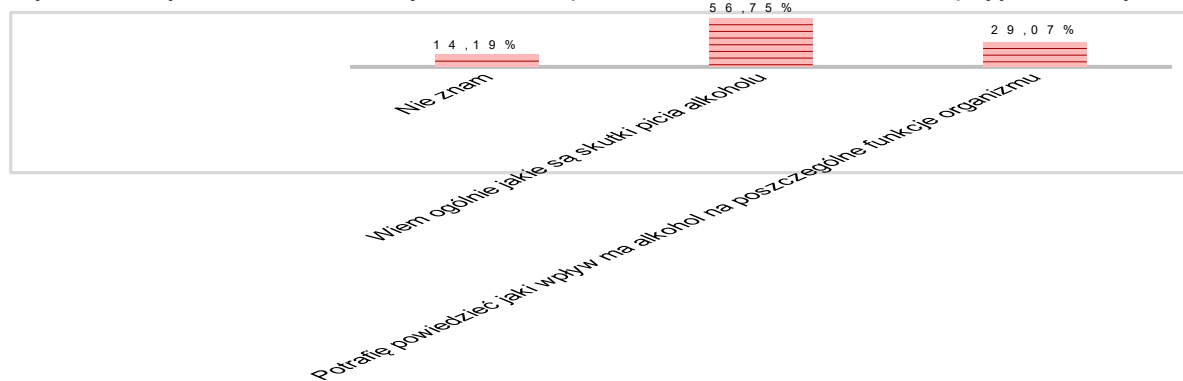 14,19%
56,75%
29,07%
Nie znam
Wiem ogólnie jakie są skutki picia alkoholu
Potrafię powiedzieć jaki wpływ ma alkohol na poszczególne funkcje organizmu